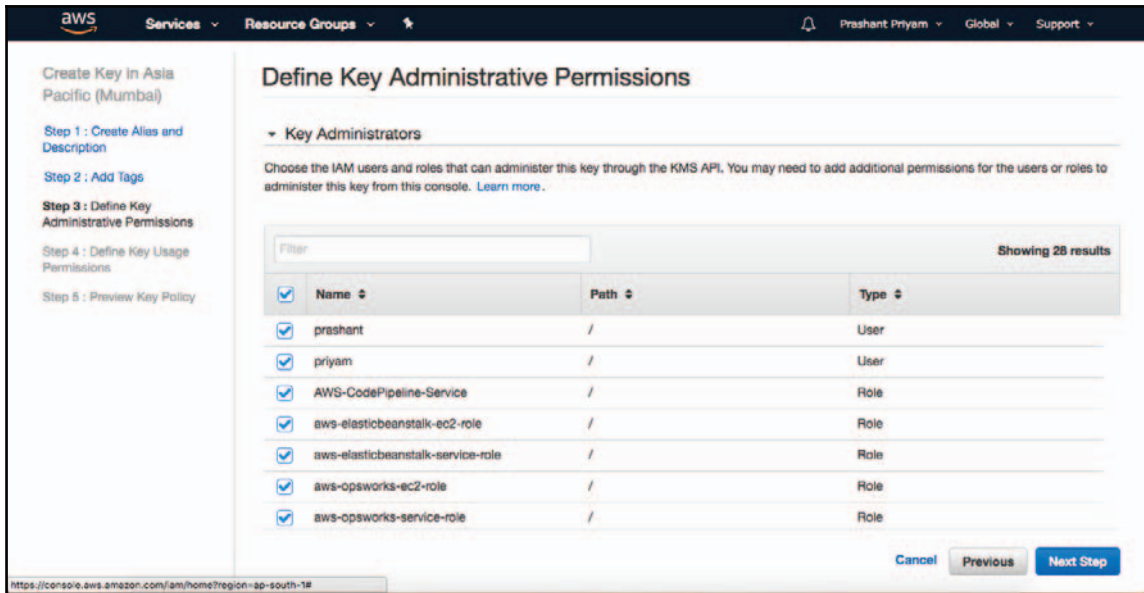 aws Services Resource Groups Prashant Priyam Global Support
Create Key in Asia
Pacific (Mumbai)
Step 1 : Create Alias and
Description
Step 2 : Add Tags
Step 3 : Define Key
Administrative Permissions
Step 4 : Define Key Usage
Permissions
Step 5 : Preview Key Policy
Define Key Administrative Permissions
Key Administrators
Choose the IAM users and roles that can administer this key through the KMS API. You may need to add additional permissions for the users or roles to
administer this key from this console. Learn more.
Filter Showing 28 results
Name Path Type
prashant / User
priyam / User
AWS-CodePipeline-Service / Role
aws-elasticbeanstalk-ec2-role / Role
aws-elasticbeanstalk-service-role / Role
aws-opsworks-ec2-role / Role
aws-opsworks-service-role / Role
Cancel Previous Next Step
https://console.aws.amazon.com/iam/home?region=ap-south-1#